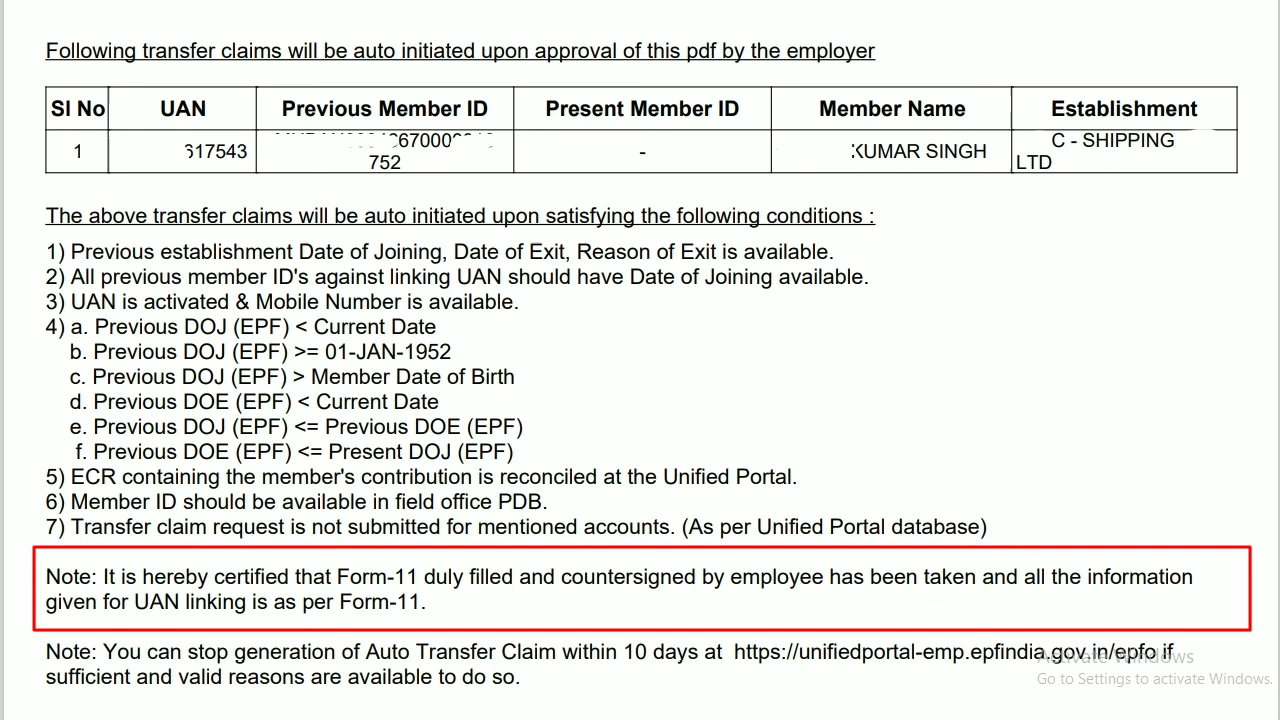 Following transfer claims will be auto initiated upon approval of this pdf by the employer
Sl No UAN Previous Member ID Present Member ID Member Name Establishment
1 617543 752 - KUMAR SINGH C - SHIPPING LTD
The above transfer claims will be auto initiated upon satisfying the following conditions :
1) Previous establishment Date of Joining, Date of Exit, Reason of Exit is available.
2) All previous member ID's against linking UAN should have Date of Joining available.
3) UAN is activated & Mobile Number is available.
4) a. Previous DOJ (EPF) < Current Date
b. Previous DOJ (EPF) >= 01-JAN-1952
c. Previous DOJ (EPF) > Member Date of Birth
d. Previous DOE (EPF) < Current Date
e. Previous DOJ (EPF) <= Previous DOE (EPF)
f. Previous DOE (EPF) <= Present DOJ (EPF)
5) ECR containing the member's contribution is reconciled at the Unified Portal.
6) Member ID should be available in field office PDB.
7) Transfer claim request is not submitted for mentioned accounts. (As per Unified Portal database)
Note: It is hereby certified that Form-11 duly filled and countersigned by employee has been taken and all the information
given for UAN linking is as per Form-11.
Note: You can stop generation of Auto Transfer Claim within 10 days at https://unifiedportal-emp.epfindia.gov.in/epfo if
sufficient and valid reasons are available to do so.
Activate Windows
Go to Settings to activate Windows.